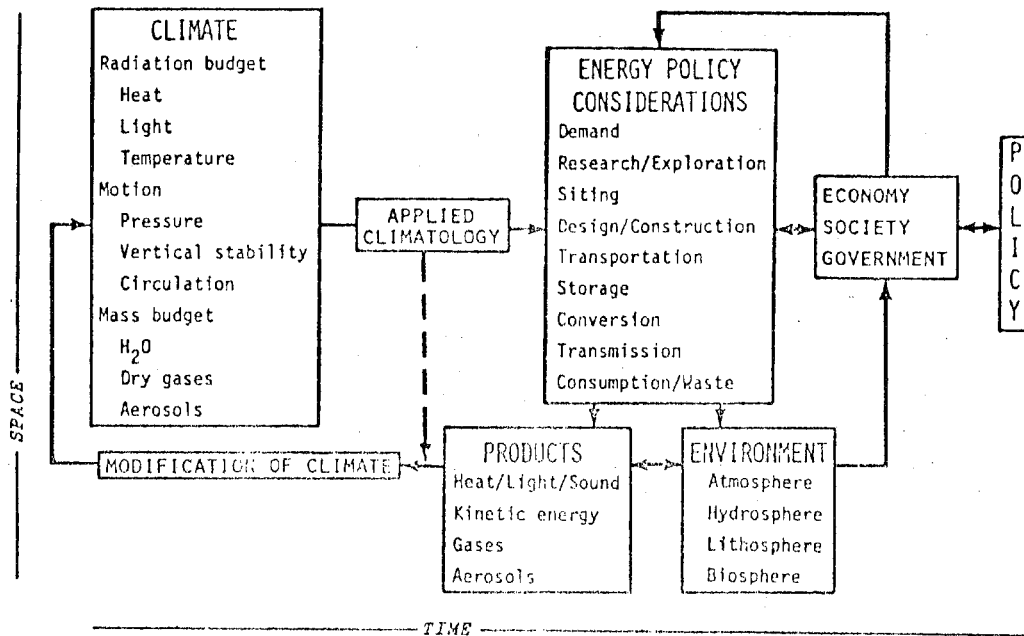 CLIMATE
Radiation budget
Heat
Light
Temperature
Motion
Pressure
Vertical stability
Circulation
Mass budget
H₂O
Dry gases
Aerosols
APPLIED
CLIMATOLOGY
ENERGY POLICY
CONSIDERATIONS
Demand
Research/Exploration
Siting
Design/Construction
Transportation
Storage
Conversion
Transmission
Consumption/Waste
ECONOMY
SOCIETY
GOVERNMENT
POLICY
MODIFICATION OF CLIMATE
PRODUCTS
Heat/Light/Sound
Kinetic energy
Gases
Aerosols
ENVIRONMENT
Atmosphere
Hydrosphere
Lithosphere
Biosphere
SPACE
TIME